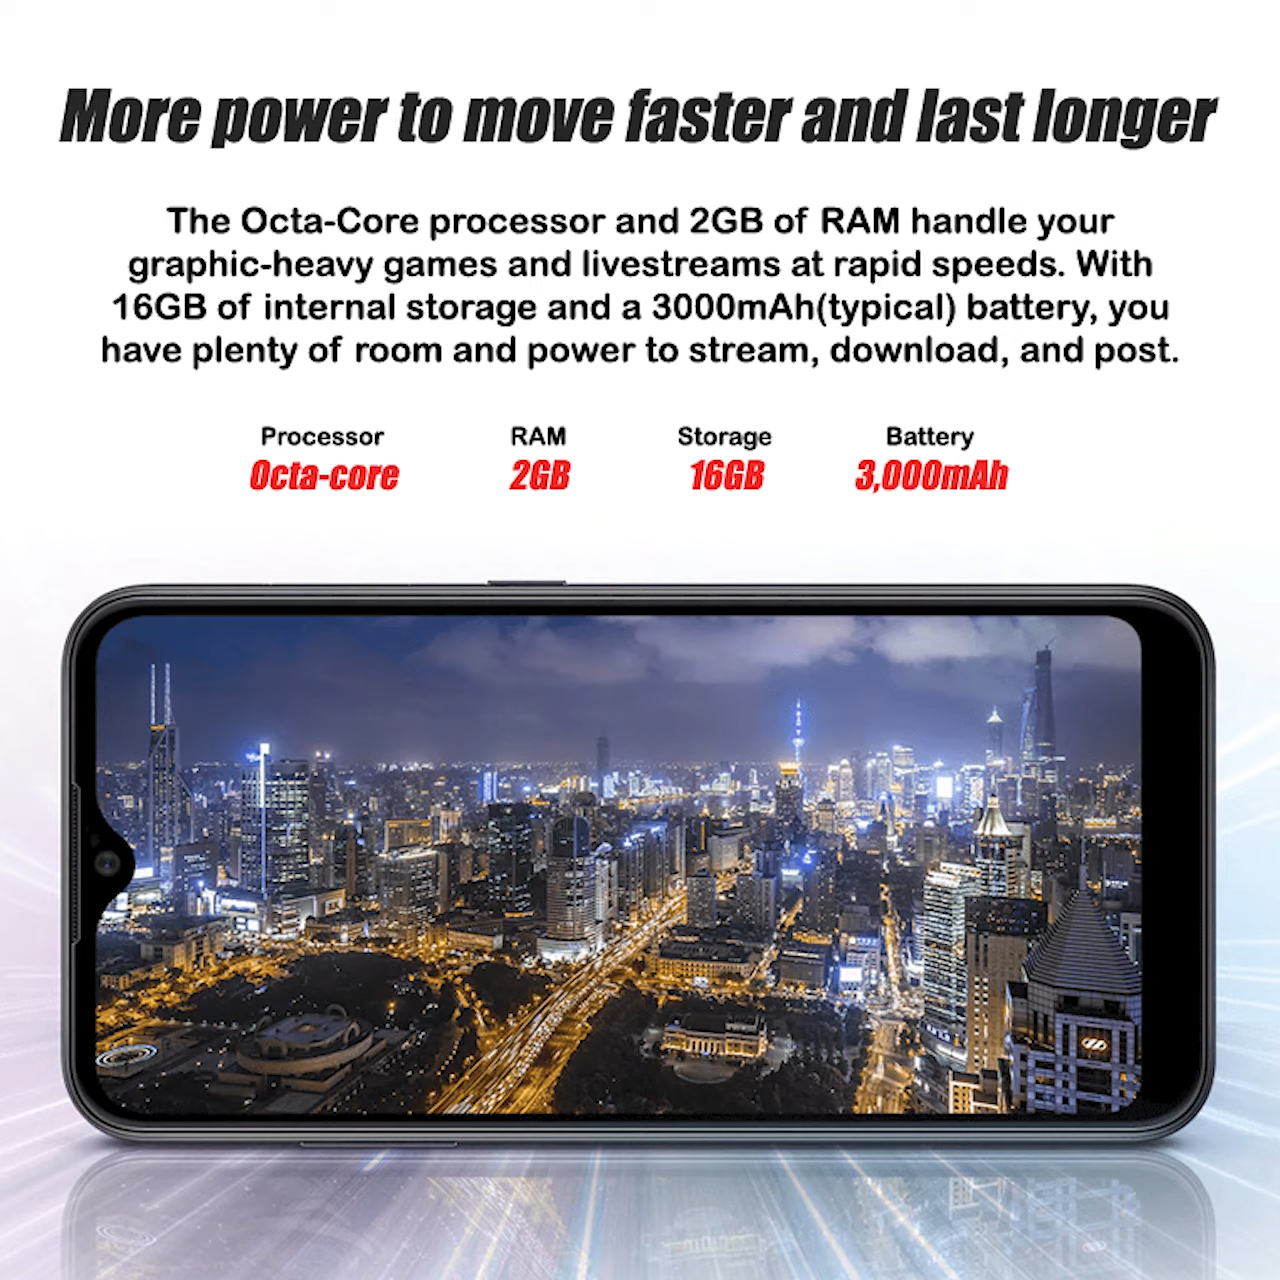 More power to move faster and last longer
The Octa-Core processor and 2GB of RAM handle your
graphic-heavy games and livestreams at rapid speeds. With
16GB of internal storage and a 3000mAh(typical) battery, you
have plenty of room and power to stream, download, and post.
Processor RAM Storage Battery
Octa-core 2GB 16GB 3,000mAh